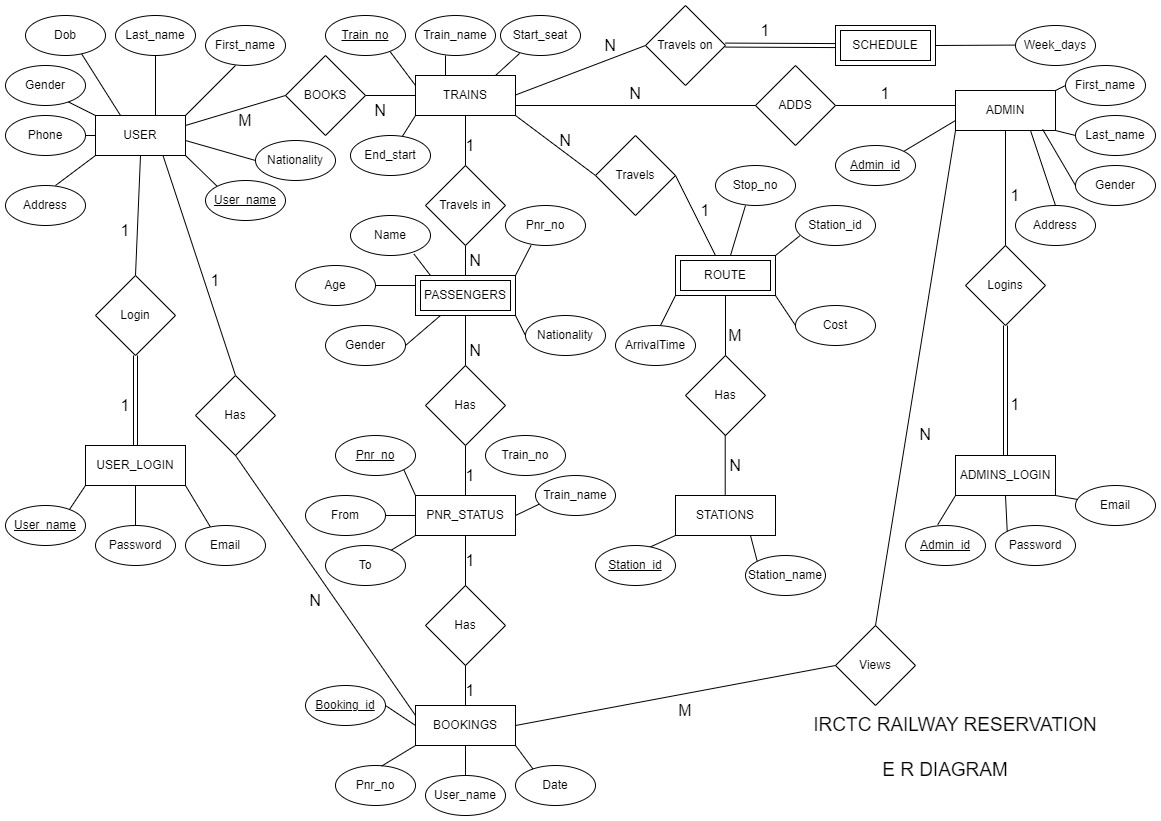 Dob
Last_name
First_name
Train_no
Train_name
Start_seat
N
Travels on
1
SCHEDULE
Week_days
Gender
BOOKS
TRAINS
N
ADDS
1
ADMIN
First_name
M
N
Phone
USER
Last_name
Nationality
End_start
1
N
Travels
Admin_id
Gender
Address
User_name
Travels in
Stop_no
1
1
Address
1
Name
Pnr_no
Station_id
N
1
Age
PASSENGERS
ROUTE
Logins
Login
Gender
Nationality
ArrivalTime
M
Cost
N
Has
1
Has
Has
1
N
Pnr_no
Train_no
1
N
USER_LOGIN
ADMINS_LOGIN
Train_name
User_name
From
PNR_STATUS
STATIONS
Email
Password
Email
To
1
Station_id
Station_name
Admin_id
Password
N
Has
Views
1
Booking_id
M
BOOKINGS
IRCTC RAILWAY RESERVATION
E R DIAGRAM
Pnr_no
User_name
Date